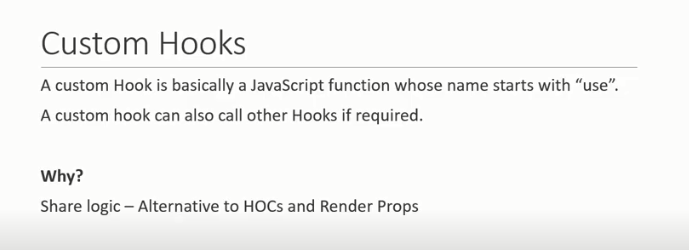 Custom Hooks
A custom Hook is basically a JavaScript function whose name starts with “use”.
A custom hook can also call other Hooks if required.
Why?
Share logic – Alternative to HOCs and Render Props